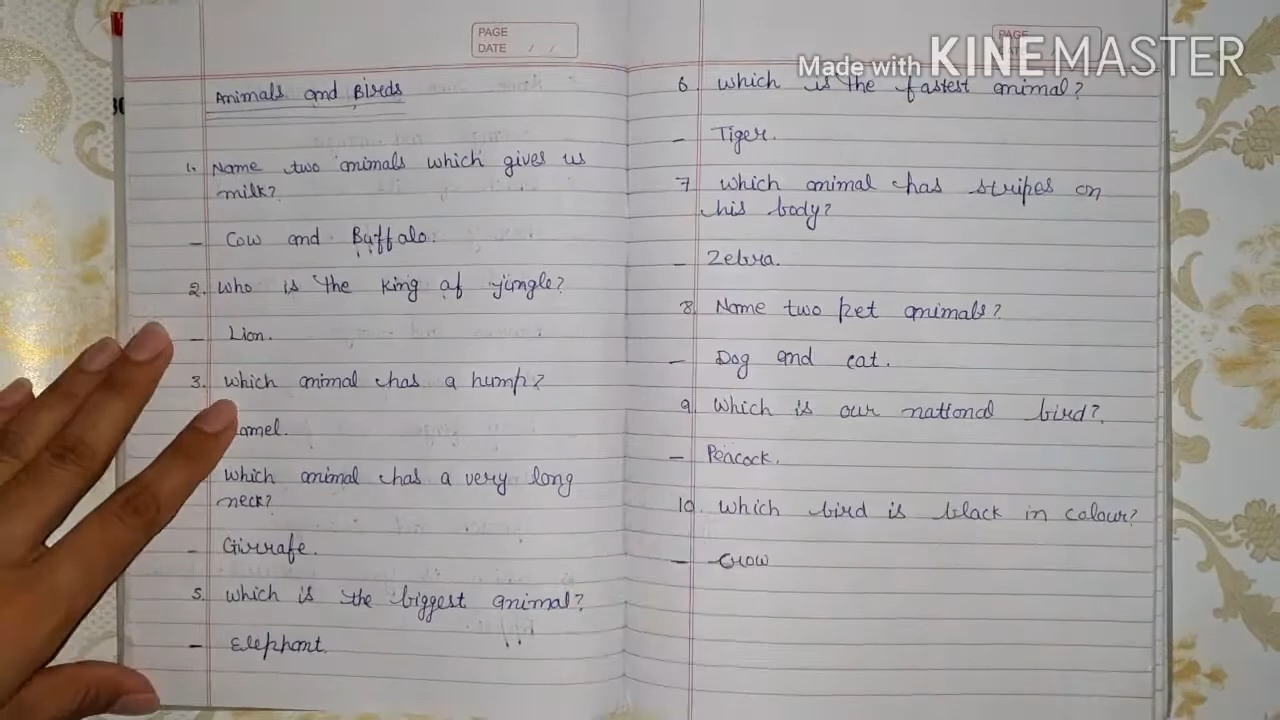 PAGE
DATE / /
Animals and Birds
1. Name two animals which gives us
milk?
- Cow and Buffalo.
2. Who is the king of jungle?
- Lion.
3. which animal has a hump?
amel.
which animal has a very long
neck?
- Girrafe.
5. which is the biggest animal?
- Elephant.
PAGE
Made with KINEMASTER
6. which is the fastest animal?
- Tiger.
7 which animal has stripes on
his body?
- Zebra.
8. Name two pet animals?
- Dog and cat.
9. Which is our national bird?
- Peacock.
10. which bird is black in colour?
- Crow